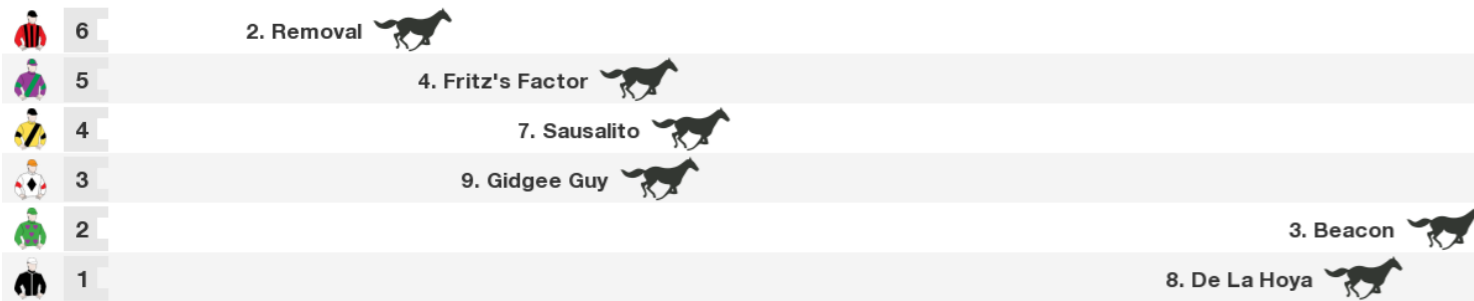 6 2. Removal
5 4. Fritz's Factor
4 7. Sausalito
3 9. Gidgee Guy
2 3. Beacon
1 8. De La Hoya